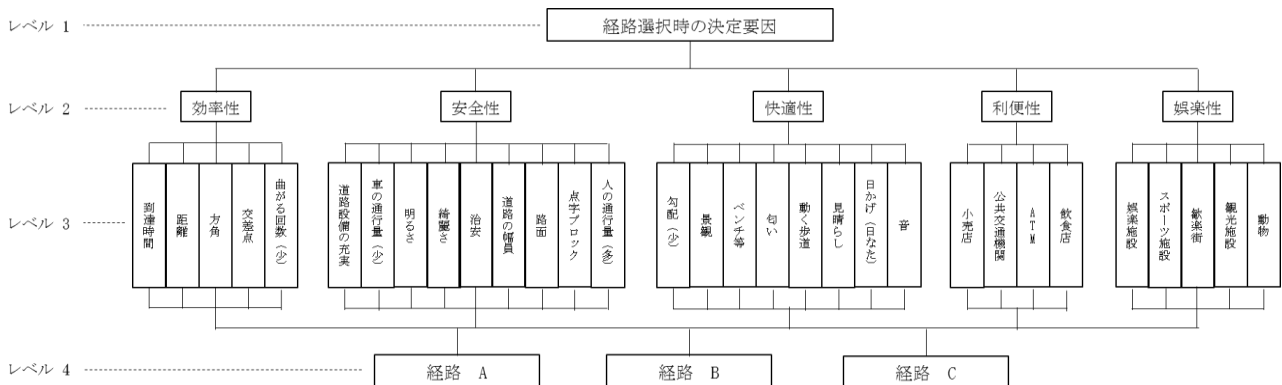 レベル 1
経路選択時の決定要因
レベル 2
効率性
安全性
快適性
利便性
娯楽性
レベル 3
到達時間
距離
方角
交差点
曲がる回数(少)
道路設備の充実
車の通行量(少)
明るさ
綺麗さ
治安
道路の幅員
路面
点字ブロック
人の通行量(多)
勾配(少)
景観
ベンチ等
匂い
動く歩道
見晴らし
日かげ(日なた)
音
小売店
公共交通機関
ATM
飲食店
娯楽施設
スポーツ施設
歓楽街
観光施設
動物
レベル 4
経路 A
経路 B
経路 C